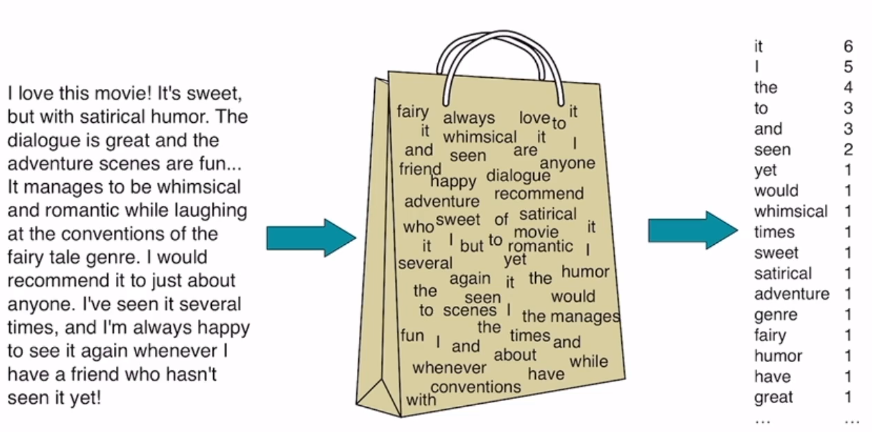 I love this movie! It's sweet,
but with satirical humor. The
dialogue is great and the
adventure scenes are fun...
It manages to be whimsical
and romantic while laughing
at the conventions of the
fairy tale genre. I would
recommend it to just about
anyone. I've seen it several
times, and I'm always happy
to see it again whenever I
have a friend who hasn't
seen it yet!
fairy always love to it
it whimsical it I
and seen are anyone
friend happy dialogue
adventure recommend
who sweet of satirical
it I but to movie it
romantic I
several yet
again it the humor
the seen would
to scenes I the manages
fun I and the times and
whenever about while
have
conventions
with
it 6
I 5
the 4
to 3
and 3
seen 2
yet 1
would 1
whimsical 1
times 1
sweet 1
satirical 1
adventure 1
genre 1
fairy 1
humor 1
have 1
great 1
... ...